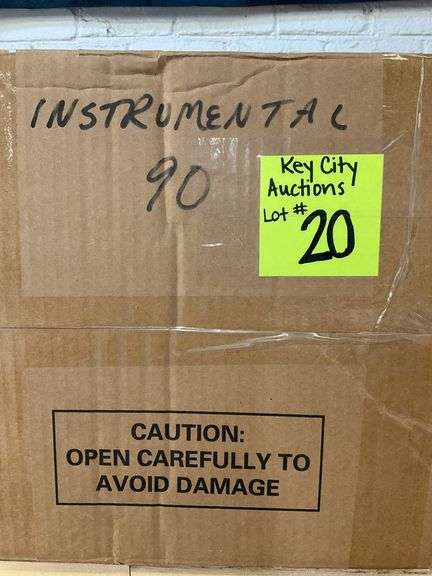 INSTRUMENTAL
90
Key City
Auctions
Lot #
20
CAUTION:
OPEN CAREFULLY TO
AVOID DAMAGE